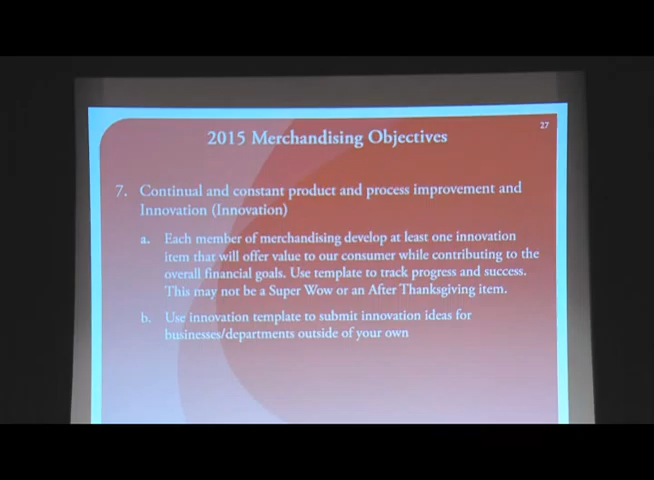 27
2015 Merchandising Objectives
7. Continual and constant product and process improvement and
Innovation (Innovation)
a. Each member of merchandising develop at least one innovation
item that will offer value to our consumer while contributing to the
overall financial goals. Use template to track progress and success.
This may not be a Super Wow or an After Thanksgiving item.
b. Use innovation template to submit innovation ideas for
businesses/departments outside of your own